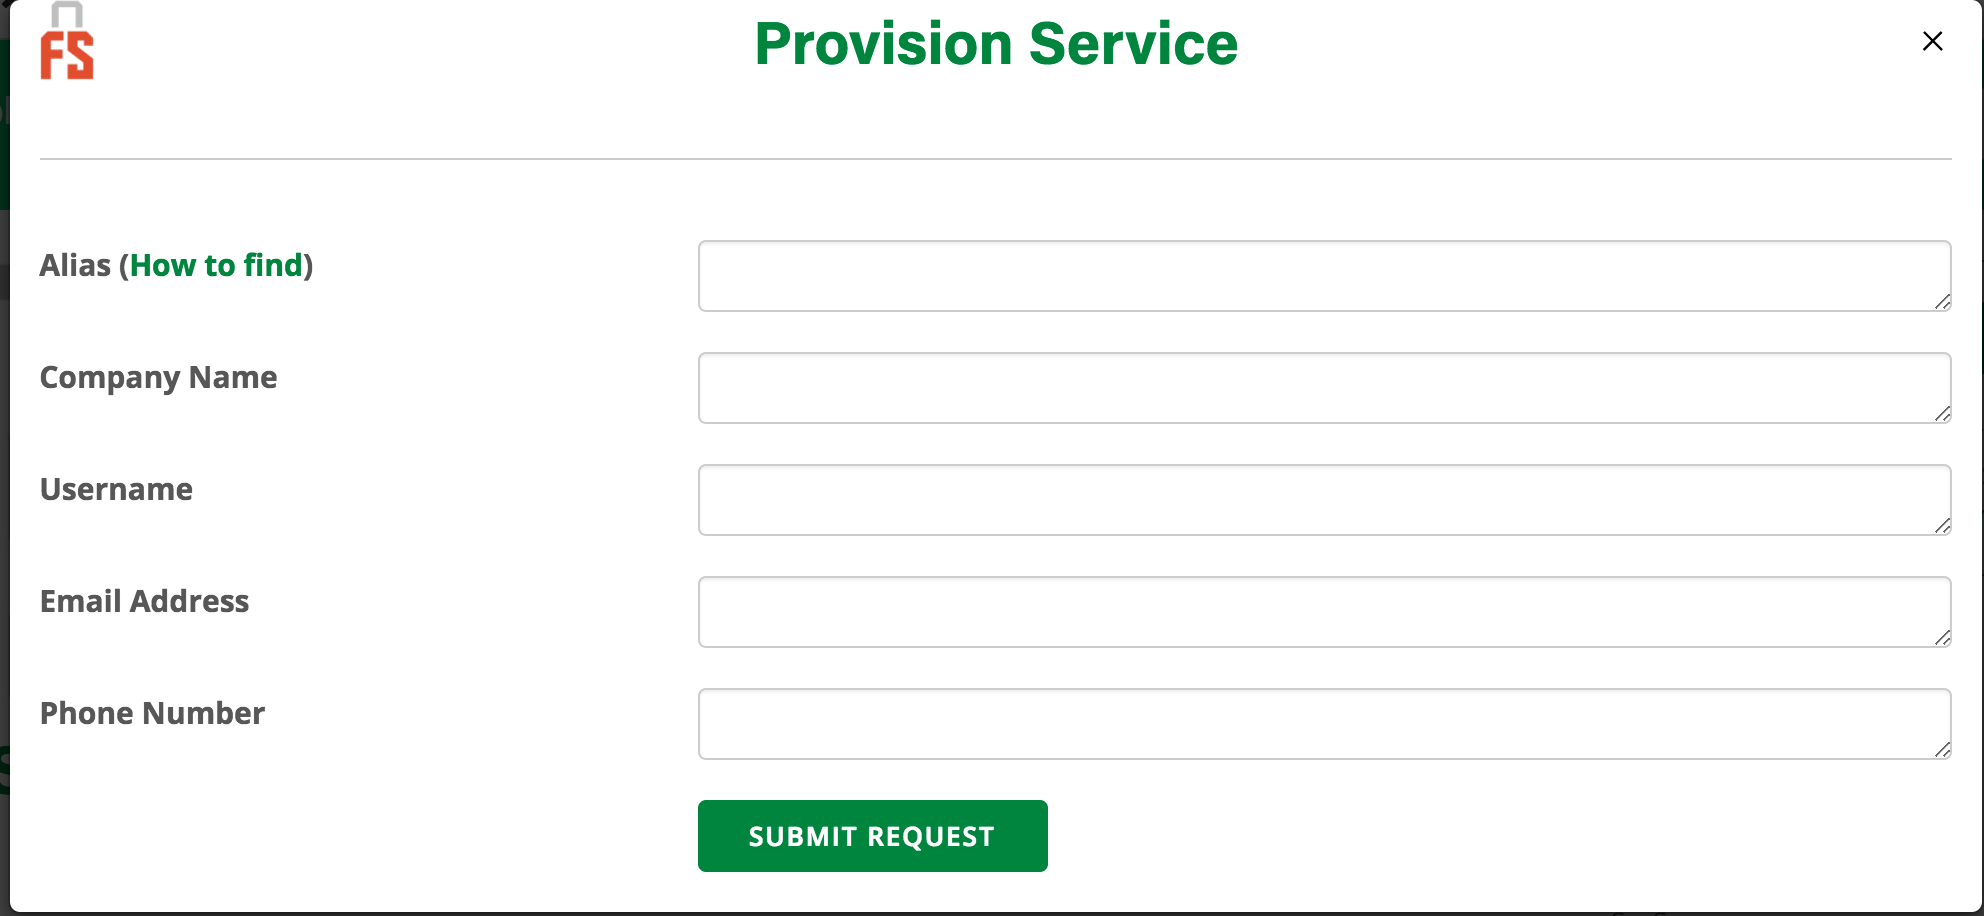 FS
Provision Service
Alias (How to find)
Company Name
Username
Email Address
Phone Number
SUBMIT REQUEST